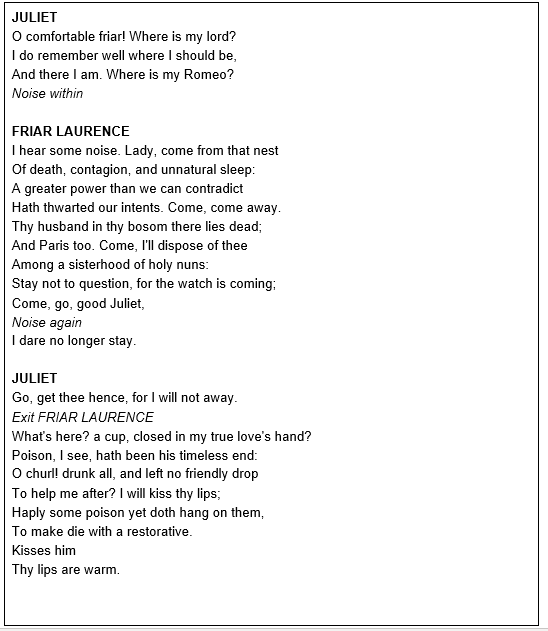 JULIET
O comfortable friar! Where is my lord?
I do remember well where I should be,
And there I am. Where is my Romeo?
Noise within
FRIAR LAURENCE
I hear some noise. Lady, come from that nest
Of death, contagion, and unnatural sleep:
A greater power than we can contradict
Hath thwarted our intents. Come, come away.
Thy husband in thy bosom there lies dead;
And Paris too. Come, I'll dispose of thee
Among a sisterhood of holy nuns:
Stay not to question, for the watch is coming;
Come, go, good Juliet,
Noise again
I dare no longer stay.
JULIET
Go, get thee hence, for I will not away.
Exit FRIAR LAURENCE
What's here? a cup, closed in my true love's hand?
Poison, I see, hath been his timeless end:
O churl! drunk all, and left no friendly drop
To help me after? I will kiss thy lips;
Haply some poison yet doth hang on them,
To make die with a restorative.
Kisses him
Thy lips are warm.